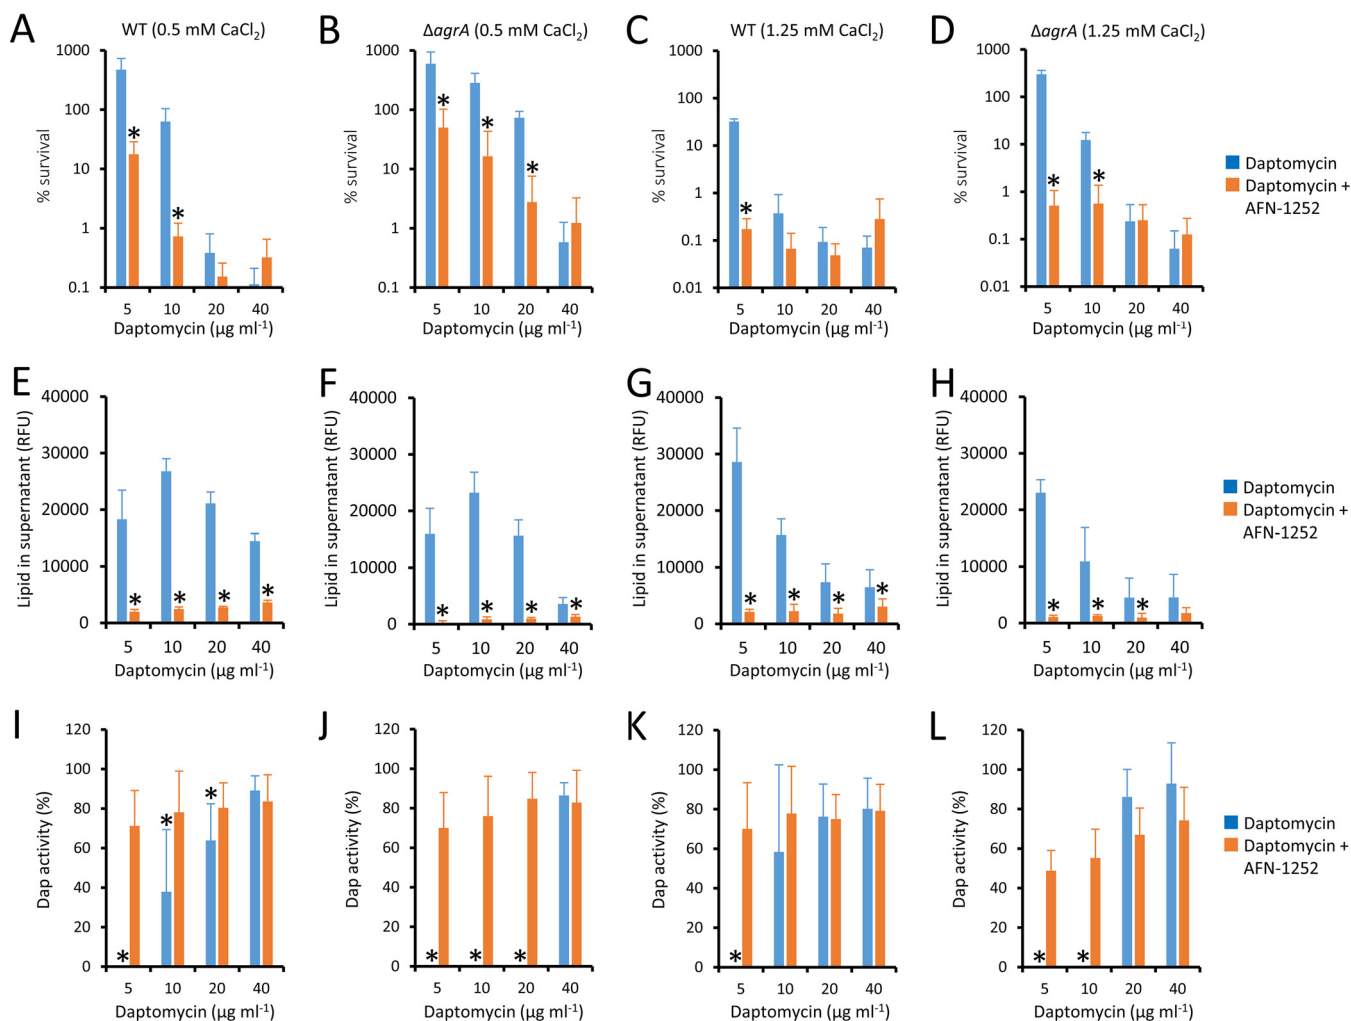 A WT (0.5 mM CaCl2)
% survival
1000
100
10
1
0.1
5 10 20 40
Daptomycin (µg ml-1)
B ΔagrA (0.5 mM CaCl2)
% survival
1000
100
10
1
0.1
5 10 20 40
Daptomycin (µg ml-1)
C WT (1.25 mM CaCl2)
% survival
1000
100
10
1
0.1
0.01
5 10 20 40
Daptomycin (µg ml-1)
D ΔagrA (1.25 mM CaCl2)
% survival
1000
100
10
1
0.1
0.01
5 10 20 40
Daptomycin (µg ml-1)
Daptomycin
Daptomycin +
AFN-1252
E
Lipid in supernatant (RFU)
40000
30000
20000
10000
0
5 10 20 40
Daptomycin (µg ml-1)
F
Lipid in supernatant (RFU)
40000
30000
20000
10000
0
5 10 20 40
Daptomycin (µg ml-1)
G
Lipid in supernatant (RFU)
40000
30000
20000
10000
0
5 10 20 40
Daptomycin (µg ml-1)
H
Lipid in supernatant (RFU)
40000
30000
20000
10000
0
5 10 20 40
Daptomycin (µg ml-1)
Daptomycin
Daptomycin +
AFN-1252
I
Dap activity (%)
120
100
80
60
40
20
0
5 10 20 40
Daptomycin (µg ml-1)
J
Dap activity (%)
120
100
80
60
40
20
0
5 10 20 40
Daptomycin (µg ml-1)
K
Dap activity (%)
120
100
80
60
40
20
0
5 10 20 40
Daptomycin (µg ml-1)
L
Dap activity (%)
120
100
80
60
40
20
0
5 10 20 40
Daptomycin (µg ml-1)
Daptomycin
Daptomycin +
AFN-1252